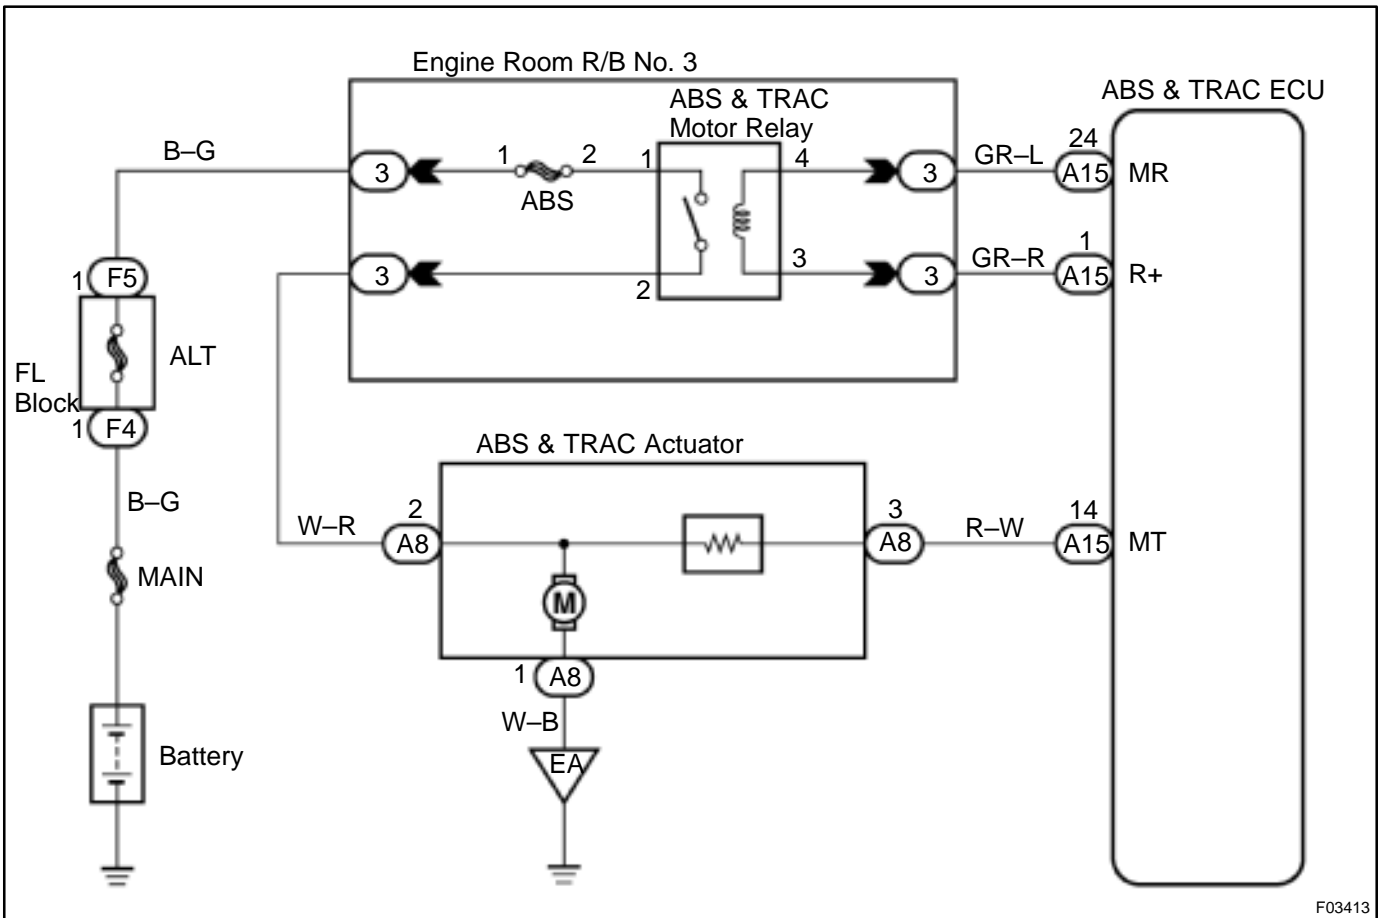 Engine Room R/B No. 3
ABS & TRAC
Motor Relay
ABS & TRAC ECU
B–G
3
1
2
ABS
1
4
3
GR–L
24
A15
MR
3
2
3
3
GR–R
1
A15
R+
1
F5
ALT
FL
Block
1
F4
B–G
MAIN
Battery
ABS & TRAC Actuator
W–R
2
A8
3
A8
R–W
14
A15
MT
M
1
A8
W–B
EA
F03413